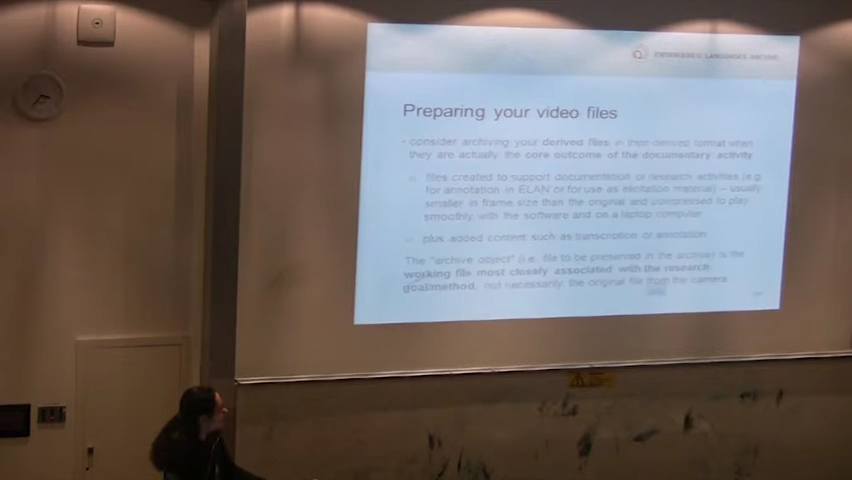 ENDANGERED LANGUAGES ARCHIVE
Preparing your video files
- consider archiving your derived files in their derived format when
they are actually the core outcome of the documentary activity
o files created to support documentation or research activities (e.g.
for annotation in ELAN or for use as elicitation material) – usually
smaller in frame size than the original and compressed to play
smoothly with the software and on a laptop computer
o plus added content such as transcription or annotation
The "archive object" (i.e. file to be preserved in the archive) is the
working file most closely associated with the research
goal/method, not necessarily the original file from the camera